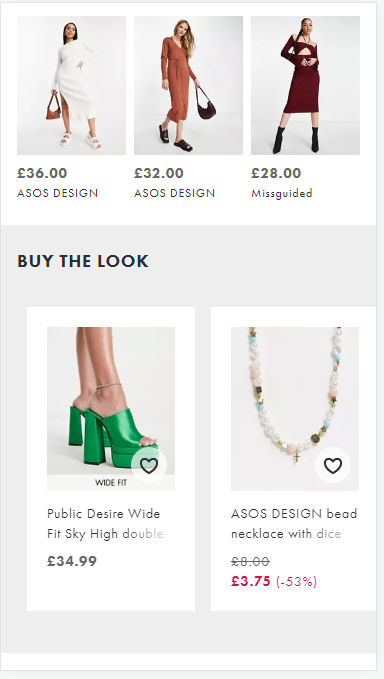 £36.00
ASOS DESIGN
£32.00
ASOS DESIGN
£28.00
Missguided
BUY THE LOOK
WIDE FIT
Public Desire Wide
Fit Sky High double
£34.99
ASOS DESIGN bead
necklace with dice
£8.00
£3.75 (-53%)